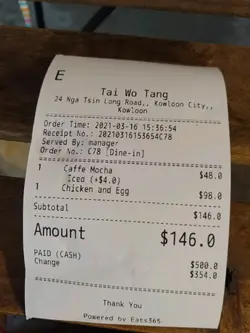 E
Tai Wo Tang
24 Nga Tsin Long Road,, Kowloon City,,
Kowloon
Order Time: 2021-03-16 15:36:54
Receipt No.: 20210316153654C78
Served By: manager
Order No.: C78 [Dine-in]
1 Caffe Mocha $48.0
Iced (+$4.0)
1 Chicken and Egg $98.0
Subtotal $146.0
Amount $146.0
PAID (CASH) $500.0
Change $354.0
Thank You
Powered by Eats365